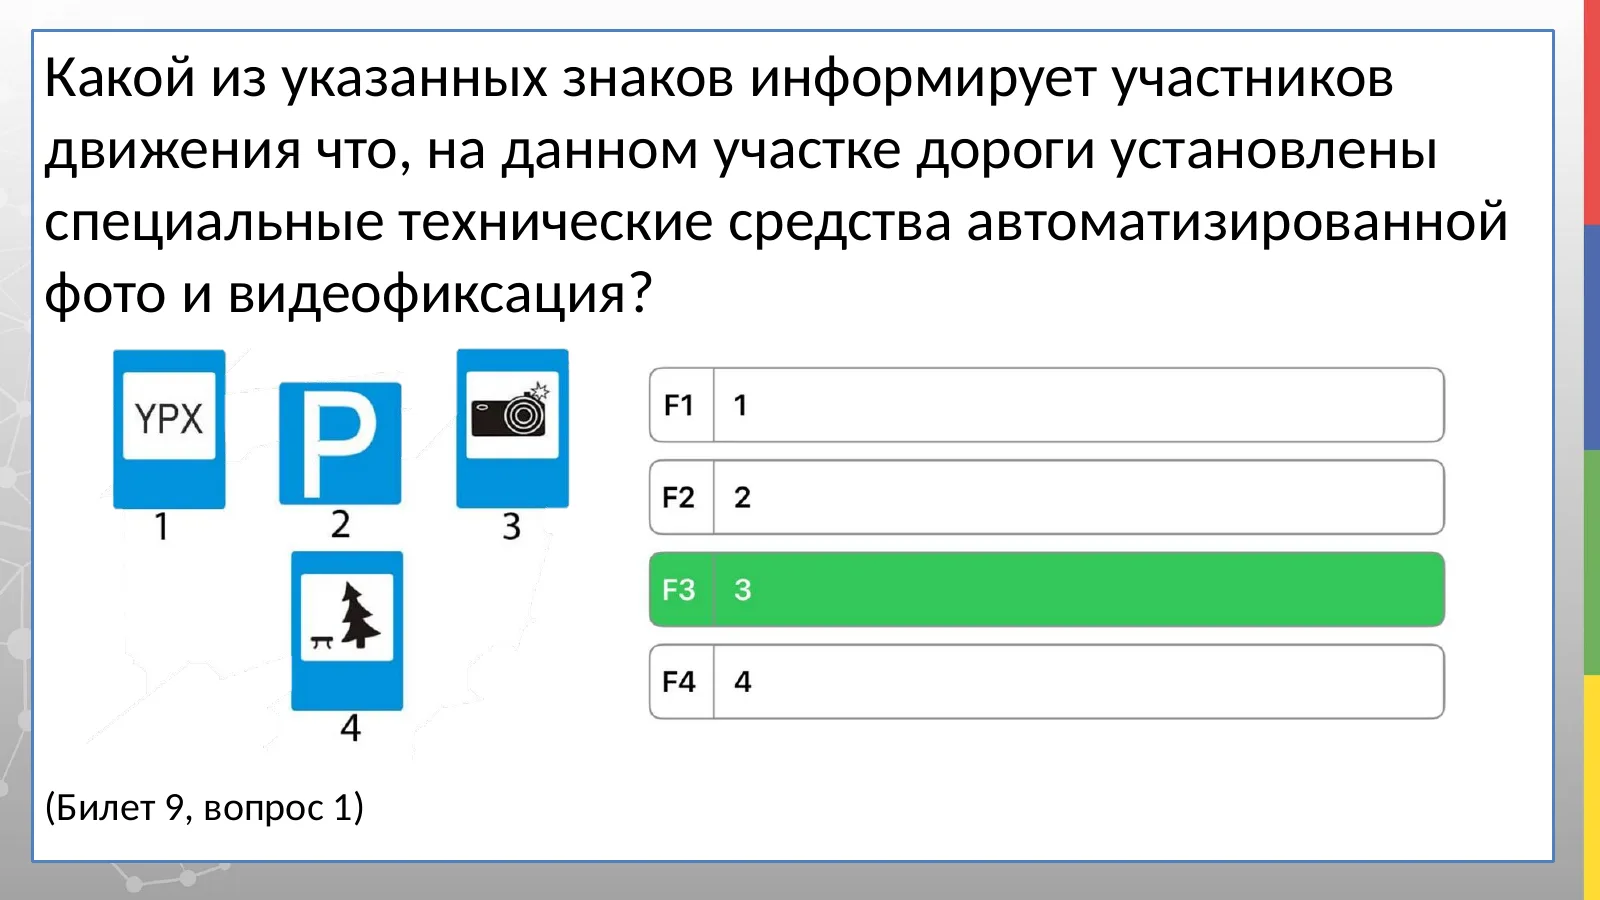 Какой из указанных знаков информирует участников
движения что, на данном участке дороги установлены
специальные технические средства автоматизированной
фото и видеофиксация?
YPX
P
1
2
3
4
F1 1
F2 2
F3 3
F4 4
(Билет 9, вопрос 1)